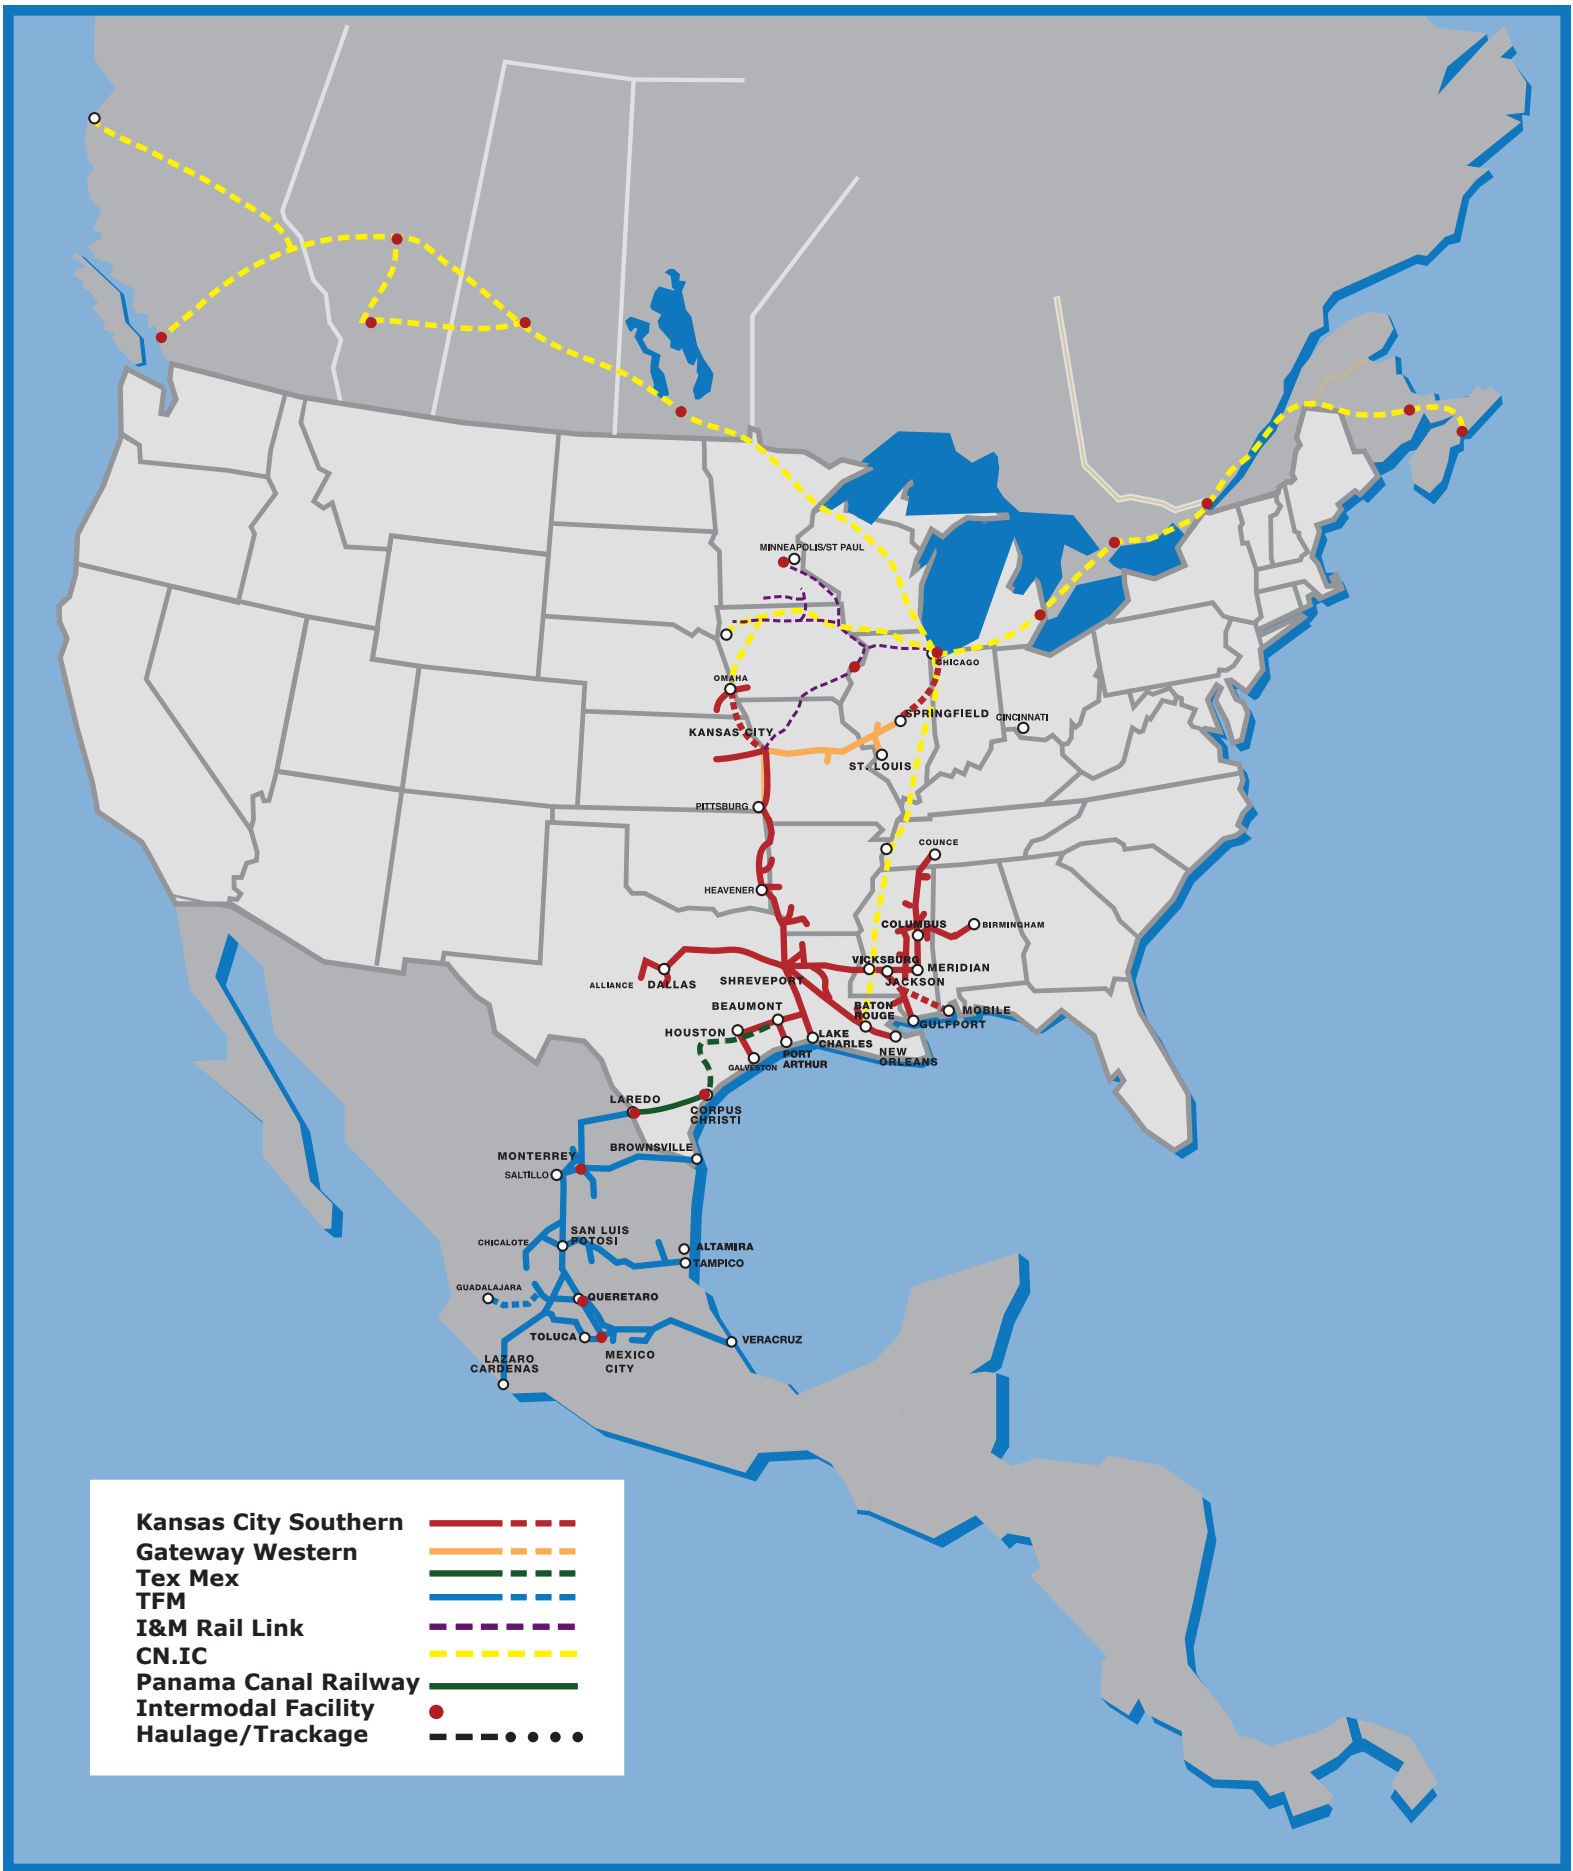 MINNEAPOLIS/ST PAUL
CHICAGO
OMAHA
SPRINGFIELD
CINCINNATI
KANSAS CITY
ST. LOUIS
PITTSBURG
COUNCE
HEAVENER
COLUMBUS
BIRMINGHAM
VICKSBURG
MERIDIAN
SHREVEPORT
JACKSON
ALLIANCE
DALLAS
BEAUMONT
BATON
ROUGE
MOBILE
GULFPORT
HOUSTON
LAKE
CHARLES
NEW
ORLEANS
PORT
ARTHUR
GALVESTON
LAREDO
CORPUS
CHRISTI
BROWNSVILLE
MONTERREY
SALTILLO
SAN LUIS
POTOSI
CHICALOTE
ALTAMIRA
TAMPICO
GUADALAJARA
QUERETARO
TOLUCA
VERACRUZ
MEXICO
CITY
LAZARO
CARDENAS
Kansas City Southern
Gateway Western
Tex Mex
TFM
I&M Rail Link
CN.IC
Panama Canal Railway
Intermodal Facility
Haulage/Trackage